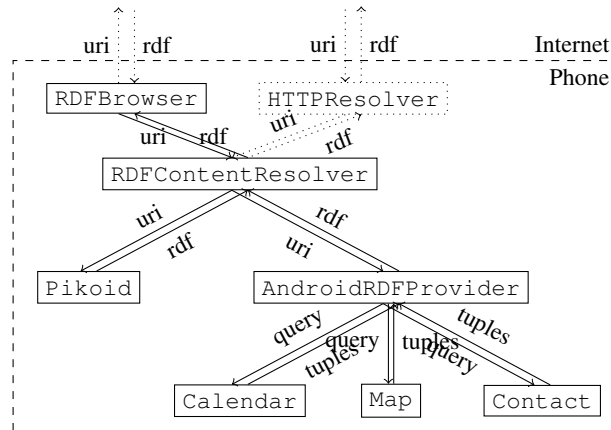 uri rdf uri rdf Internet
Phone
RDFBrowser HTTPResolver
uri rdf uri rdf
RDFContentResolver
uri rdf uri rdf
Pikoid AndroidRDFProvider
query tuples query tuples query tuples
Calendar Map Contact